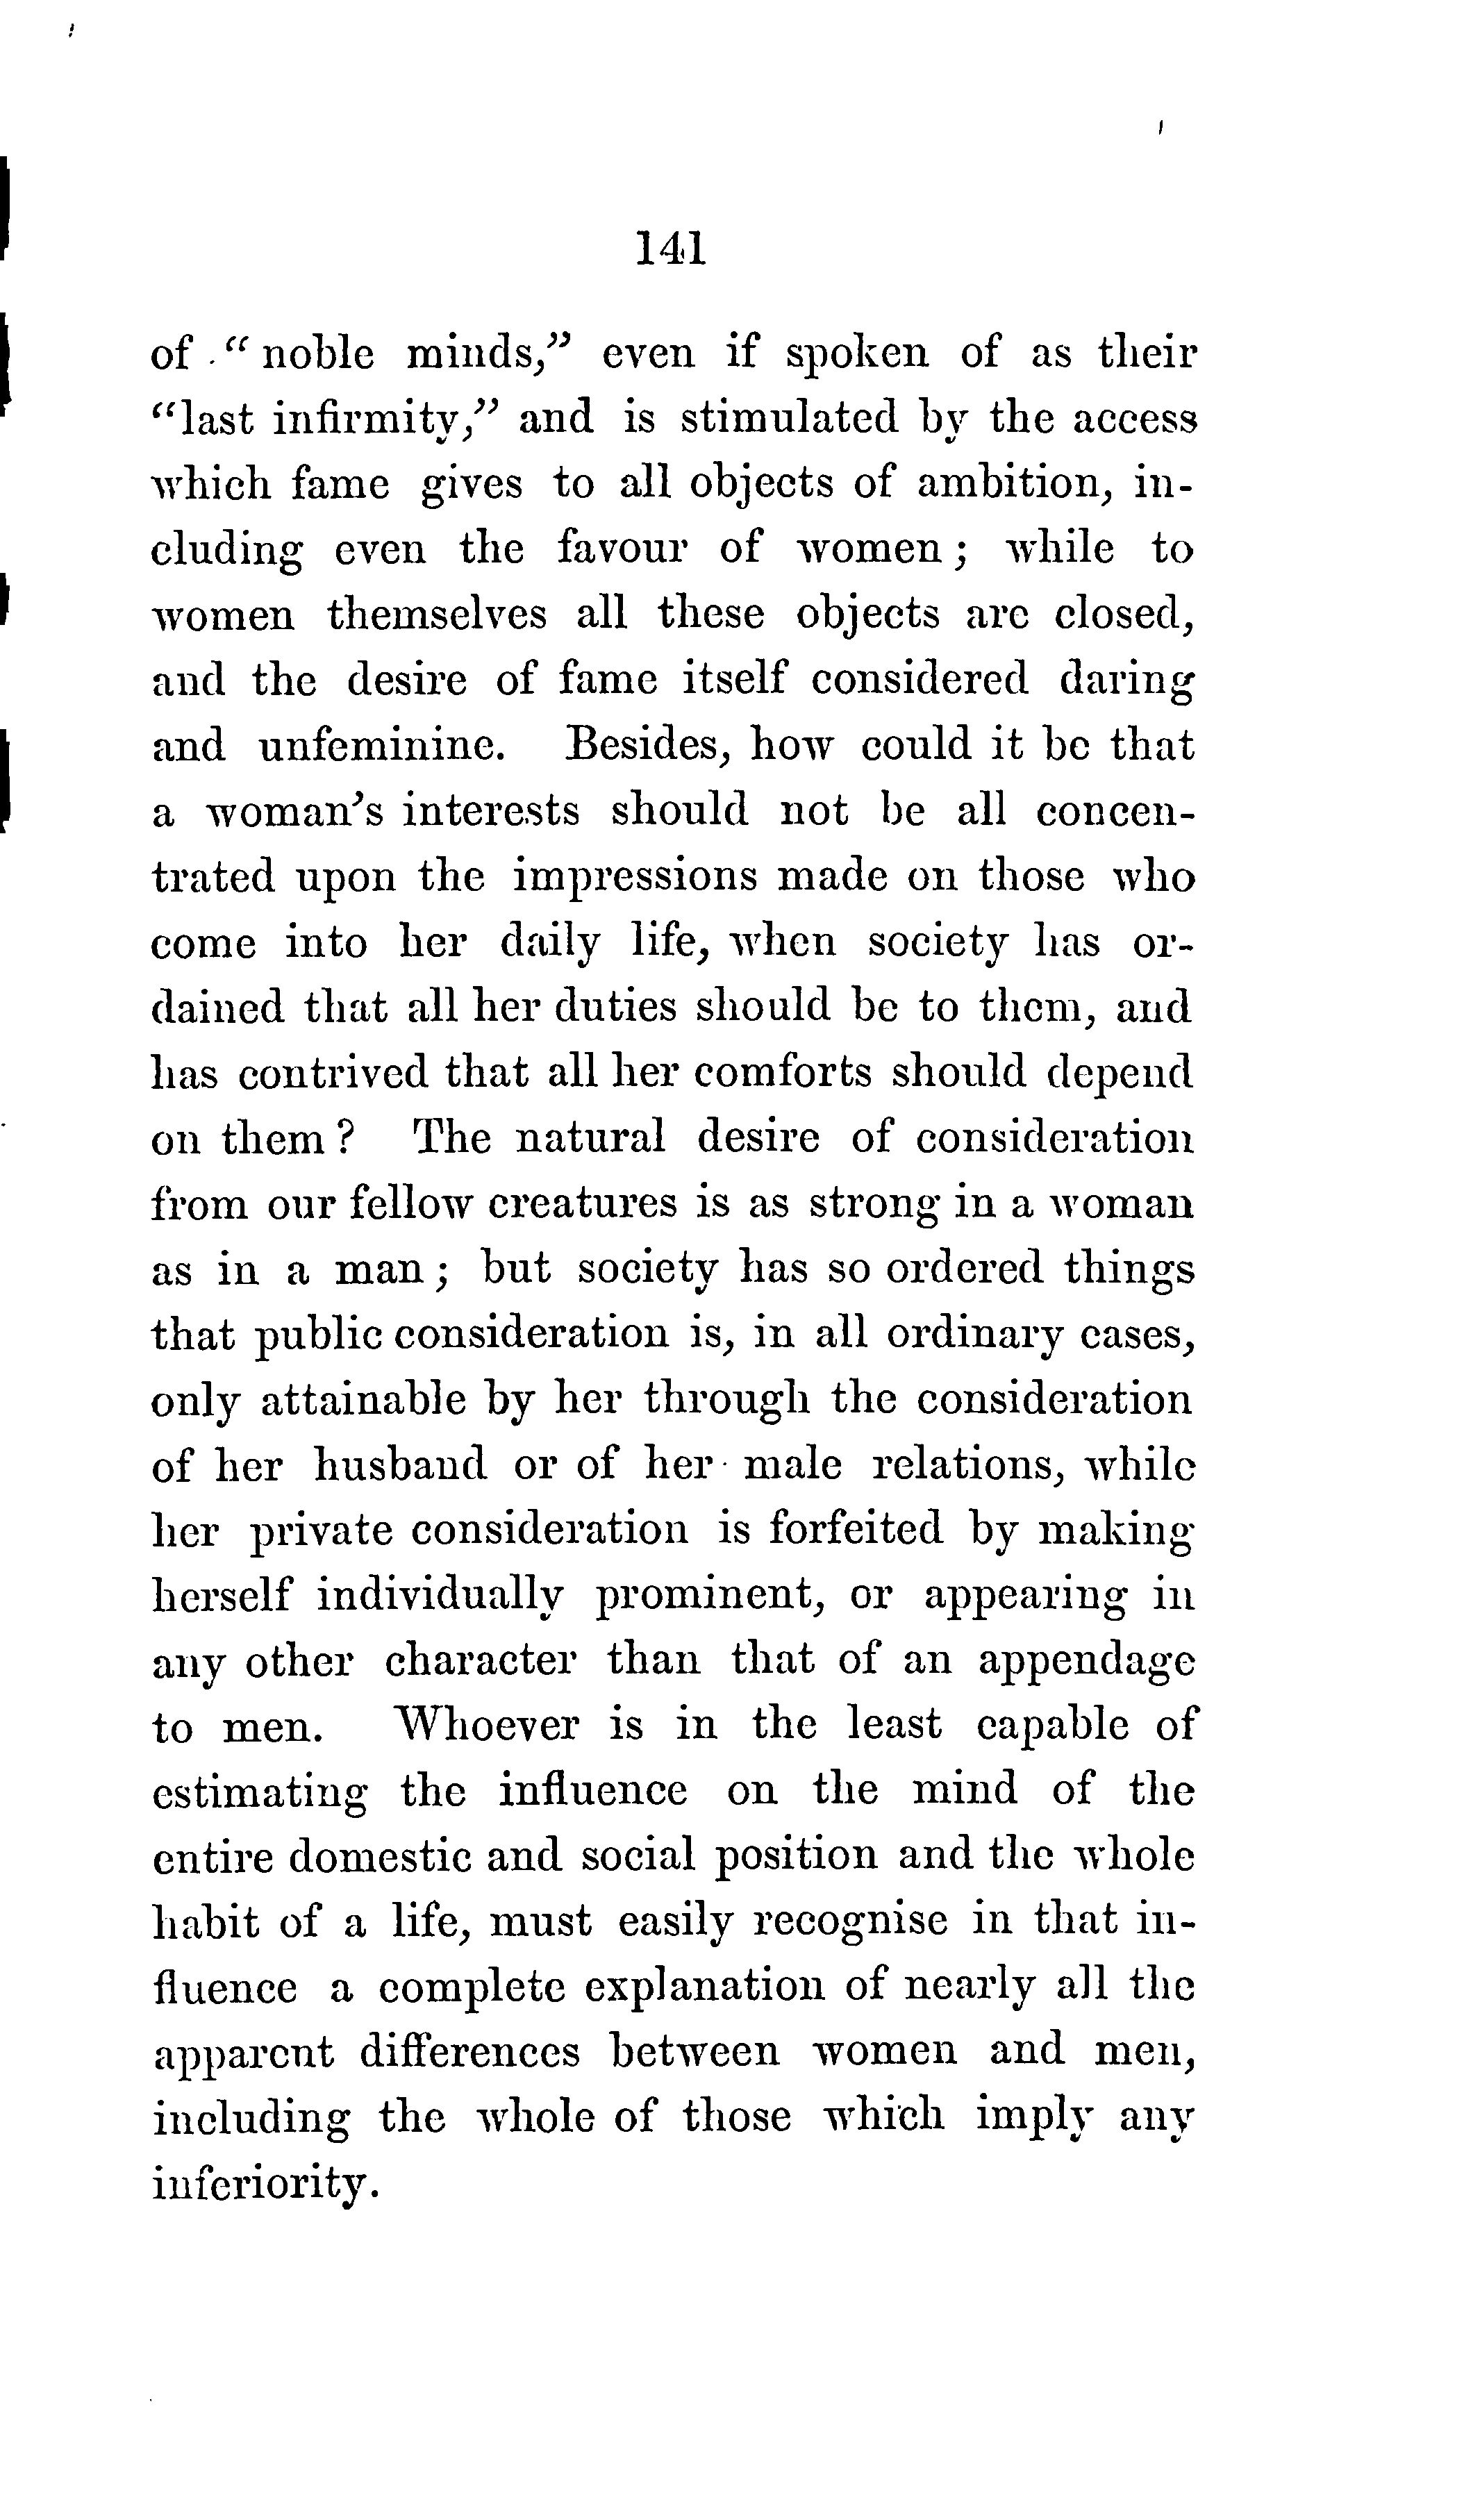 141
of "noble minds," even if spoken of as their
"last infirmity," and is stimulated by the access
which fame gives to all objects of ambition, in-
cluding even the favour of women; while to
women themselves all these objects are closed,
and the desire of fame itself considered daring
and unfeminine. Besides, how could it be that
a woman's interests should not be all concen-
trated upon the impressions made on those who
come into her daily life, when society has or-
dained that all her duties should be to them, and
has contrived that all her comforts should depend
on them? The natural desire of consideration
from our fellow creatures is as strong in a woman
as in a man; but society has so ordered things
that public consideration is, in all ordinary cases,
only attainable by her through the consideration
of her husband or of her male relations, while
her private consideration is forfeited by making
herself individually prominent, or appearing in
any other character than that of an appendage
to men. Whoever is in the least capable of
estimating the influence on the mind of the
entire domestic and social position and the whole
habit of a life, must easily recognise in that in-
fluence a complete explanation of nearly all the
apparent differences between women and men,
including the whole of those which imply any
inferiority.